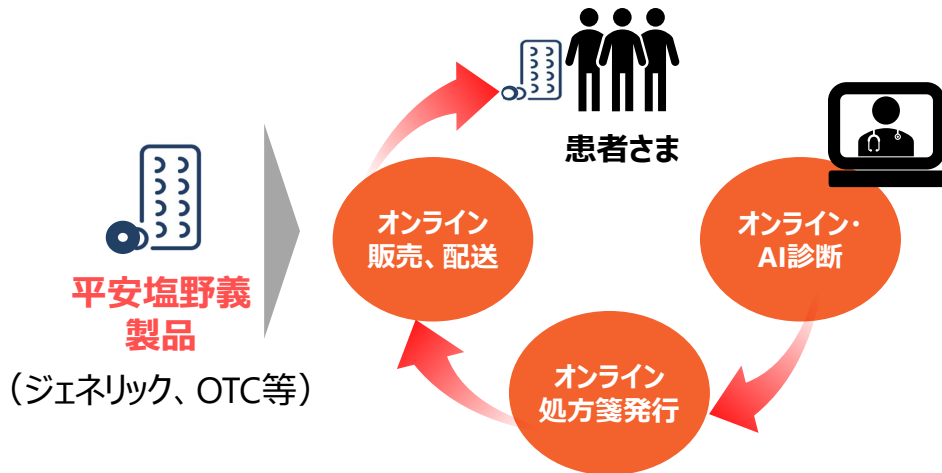 患者さま
オンライン
販売、配送
オンライン・
AI診断
平安塩野義
製品
（ジェネリック、OTC等）
オンライン
処方箋発行